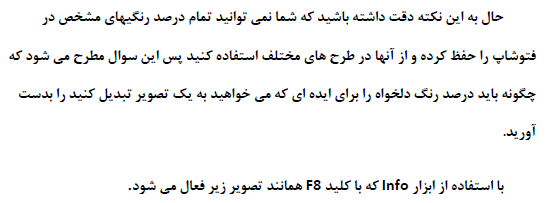 حال به این نکته دقت داشته باشید که شما نمی توانید تمام درصد رنگیهای مشخص در
فتوشاپ را حفظ کرده و از آنها در طرح های مختلف استفاده کنید پس این سوال مطرح می شود که
چگونه باید درصد رنگ دلخواه را برای ایده ای که می خواهید به یک تصویر تبدیل کنید را بدست
آورید.
با استفاده از ابزار Info که با کلید F8 همانند تصویر زیر فعال می شود.